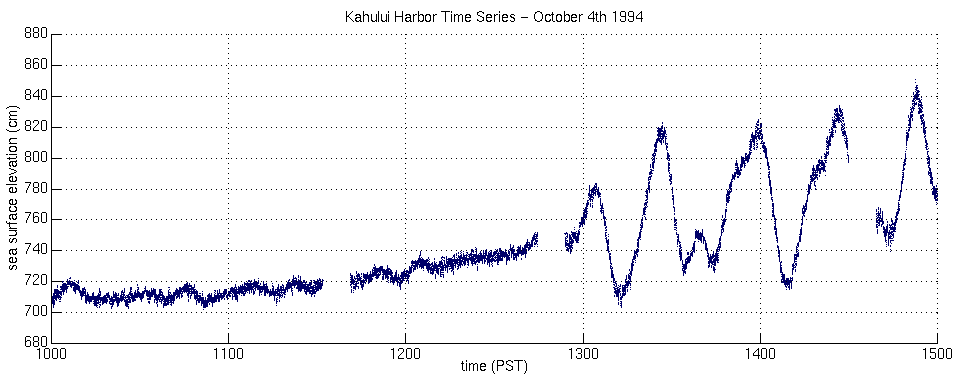 Kahului Harbor Time Series – October 4th 1994
880
860
840
820
800
780
760
740
720
700
680
sea surface elevation (cm)
1000 1100 1200 1300 1400 1500
time (PST)